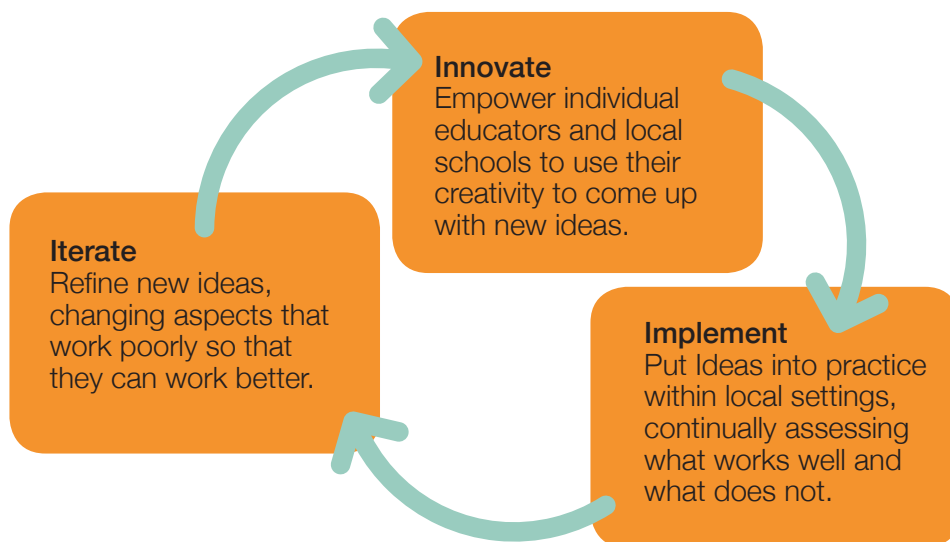 Innovate
Empower individual
educators and local
schools to use their
creativity to come up
with new ideas.
Iterate
Refine new ideas,
changing aspects that
work poorly so that
they can work better.
Implement
Put Ideas into practice
within local settings,
continually assessing
what works well and
what does not.